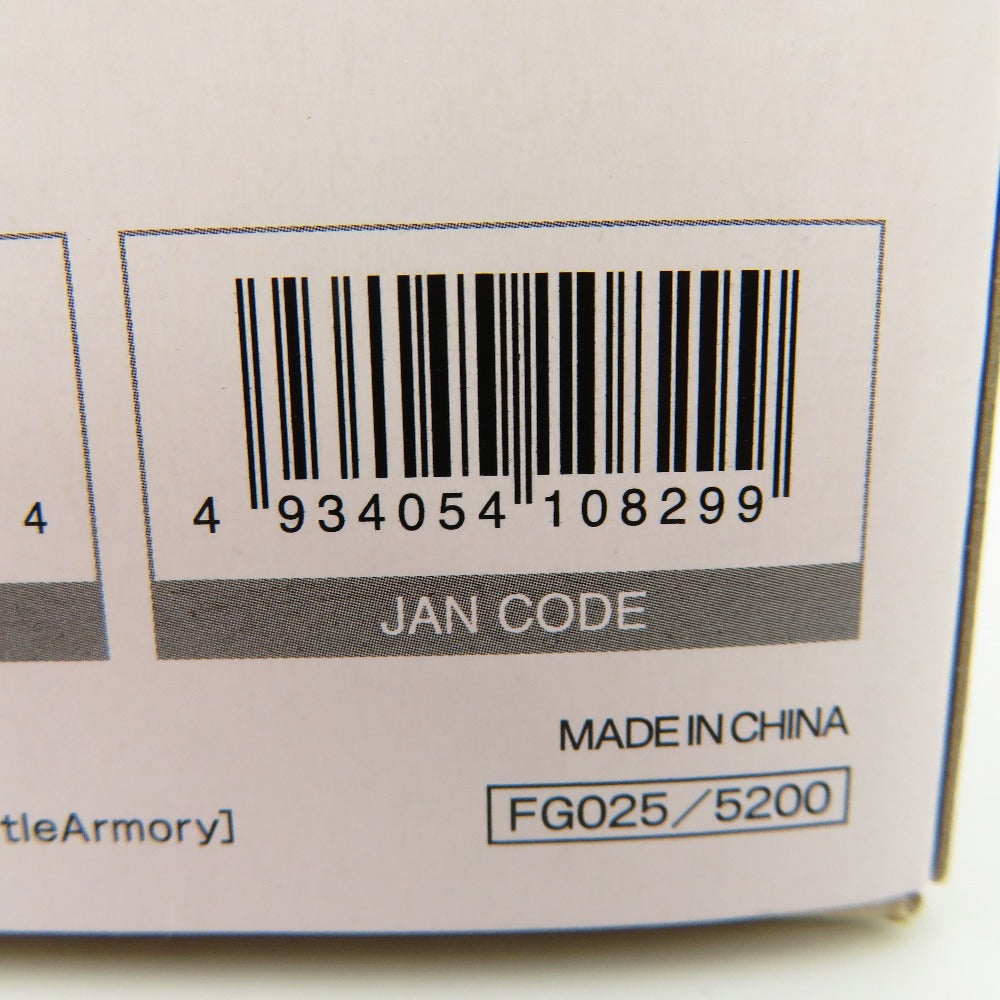 4
4 934054 108299
JAN CODE
MADE IN CHINA
FG025/5200
tleArmory]